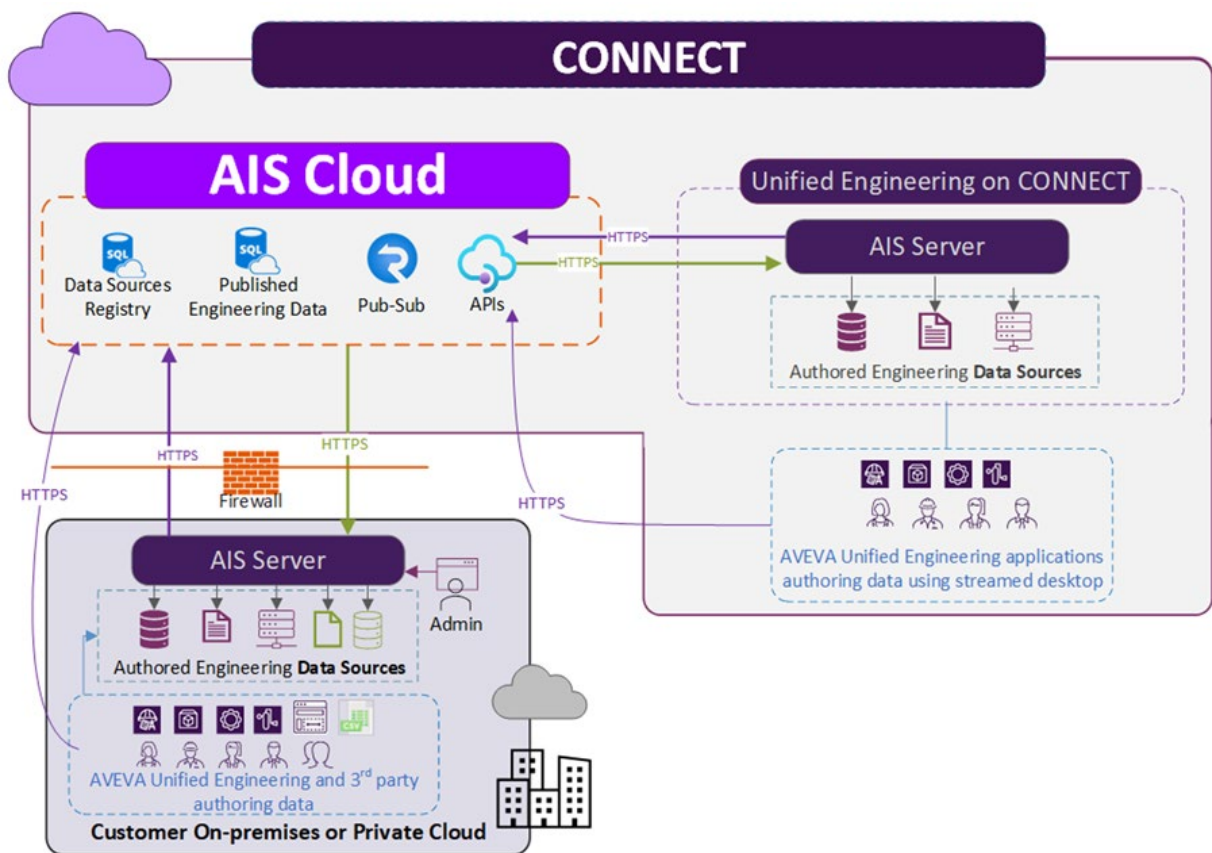 CONNECT
AIS Cloud
Unified Engineering on CONNECT
SQL
SQL
Data Sources
Registry
Published
Engineering Data
Pub-Sub
APIs
HTTPS
HTTPS
AIS Server
Authored Engineering Data Sources
HTTPS
HTTPS
HTTPS
HTTPS
Firewall
AVEVA Unified Engineering applications
authoring data using streamed desktop
AIS Server
Admin
Authored Engineering Data Sources
CSV
AVEVA Unified Engineering and 3rd party
authoring data
Customer On-premises or Private Cloud